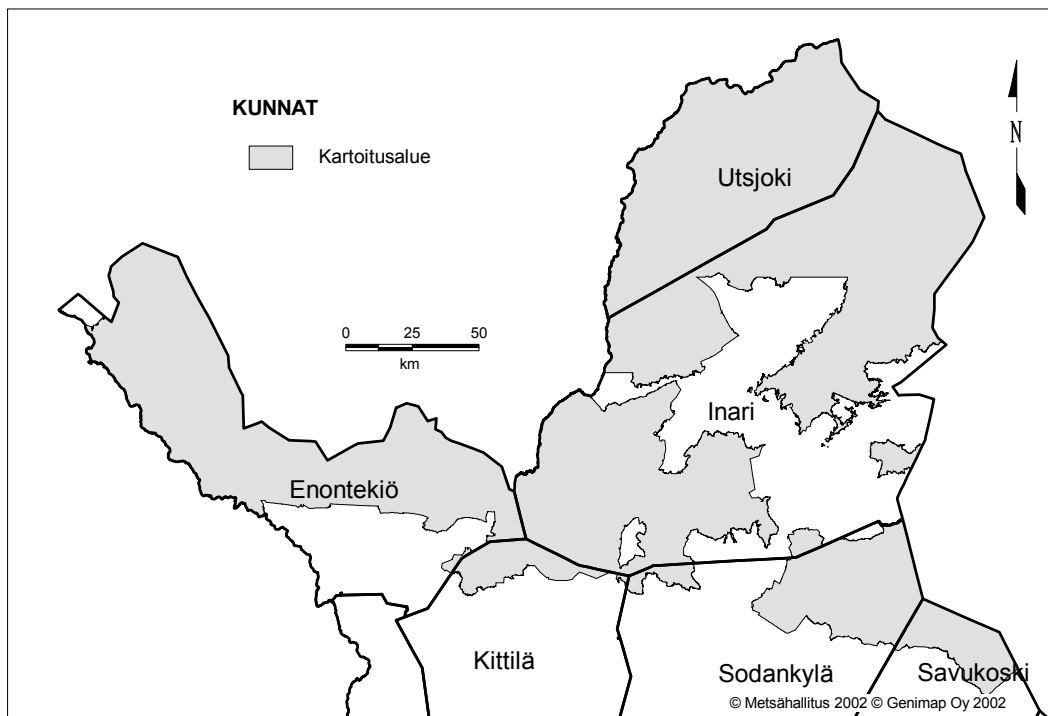 KUNNAT
Kartoitusalue
N
Utsjoki
0 25 50
km
Inari
Enontekiö
Kittilä
Sodankylä
Savukoski
© Metsähallitus 2002 © Genimap Oy 2002